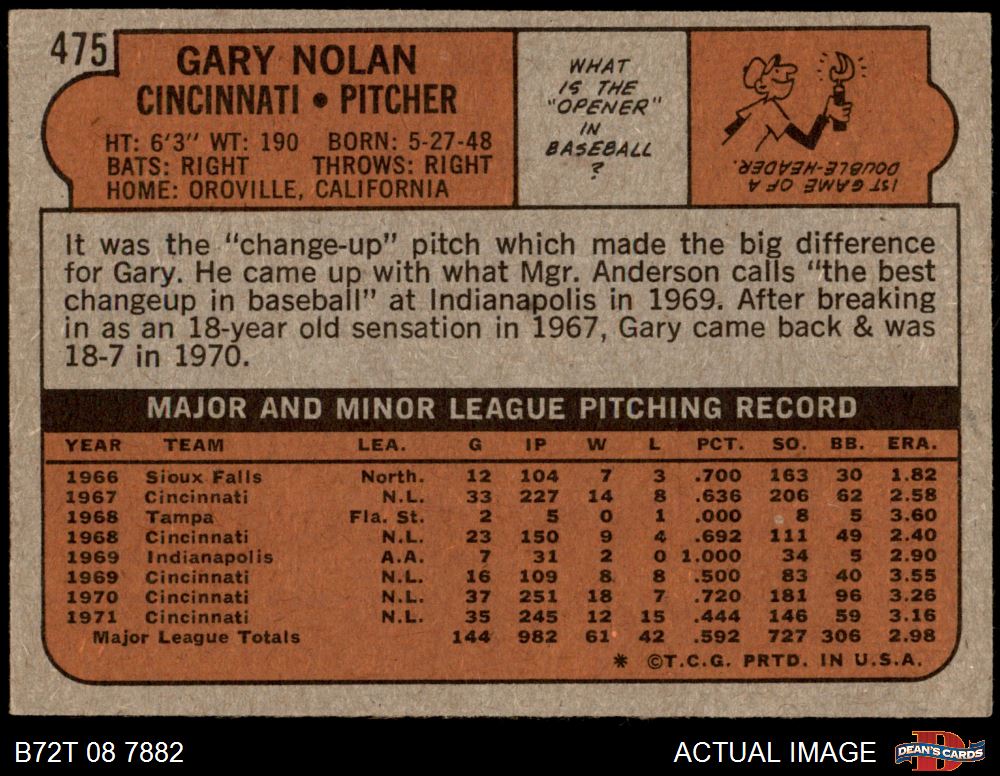 475
GARY NOLAN
CINCINNATI • PITCHER
HT: 6'3" WT: 190 BORN: 5-27-48
BATS: RIGHT THROWS: RIGHT
HOME: OROVILLE, CALIFORNIA
WHAT
IS THE
"OPENER"
IN
BASEBALL
?
1ST GAME OF A
DOUBLE-HEADER.
It was the "change-up" pitch which made the big difference
for Gary. He came up with what Mgr. Anderson calls "the best
changeup in baseball" at Indianapolis in 1969. After breaking
in as an 18-year old sensation in 1967, Gary came back & was
18-7 in 1970.
MAJOR AND MINOR LEAGUE PITCHING RECORD
YEAR TEAM LEA. G IP W L PCT. SO. BB. ERA.
1966 Sioux Falls North. 12 104 7 3 .700 163 30 1.82
1967 Cincinnati N.L. 33 227 14 8 .636 206 62 2.58
1968 Tampa Fla. St. 2 5 0 1 .000 8 5 3.60
1968 Cincinnati N.L. 23 150 9 4 .692 111 49 2.40
1969 Indianapolis A.A. 7 31 2 0 1.000 34 5 2.90
1969 Cincinnati N.L. 16 109 8 8 .500 83 40 3.55
1970 Cincinnati N.L. 37 251 18 7 .720 181 96 3.26
1971 Cincinnati N.L. 35 245 12 15 .444 146 59 3.16
Major League Totals 144 982 61 42 .592 727 306 2.98
* ©T.C.G. PRTD. IN U.S.A.
B72T 08 7882
ACTUAL IMAGE
D
DEAN'S CARDS